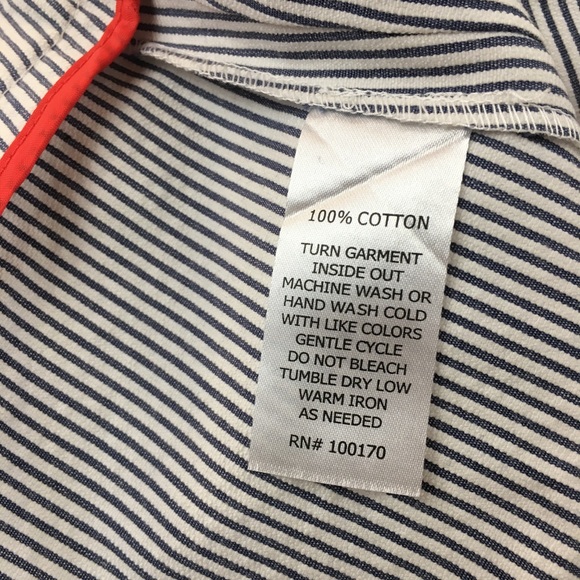 100% COTTON
TURN GARMENT
INSIDE OUT
MACHINE WASH OR
HAND WASH COLD
WITH LIKE COLORS
GENTLE CYCLE
DO NOT BLEACH
TUMBLE DRY LOW
WARM IRON
AS NEEDED
RN# 100170